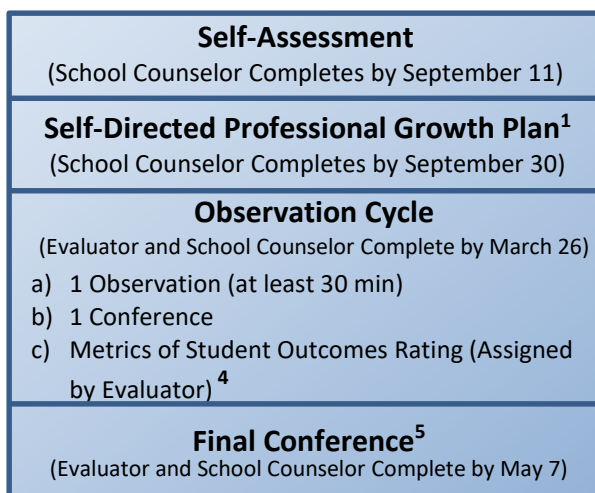 Self-Assessment
(School Counselor Completes by September 11)
Self-Directed Professional Growth Plan1
(School Counselor Completes by September 30)
Observation Cycle
(Evaluator and School Counselor Complete by March 26)
a) 1 Observation (at least 30 min)
b) 1 Conference
c) Metrics of Student Outcomes Rating (Assigned
by Evaluator) 4
Final Conference5
(Evaluator and School Counselor Complete by May 7)